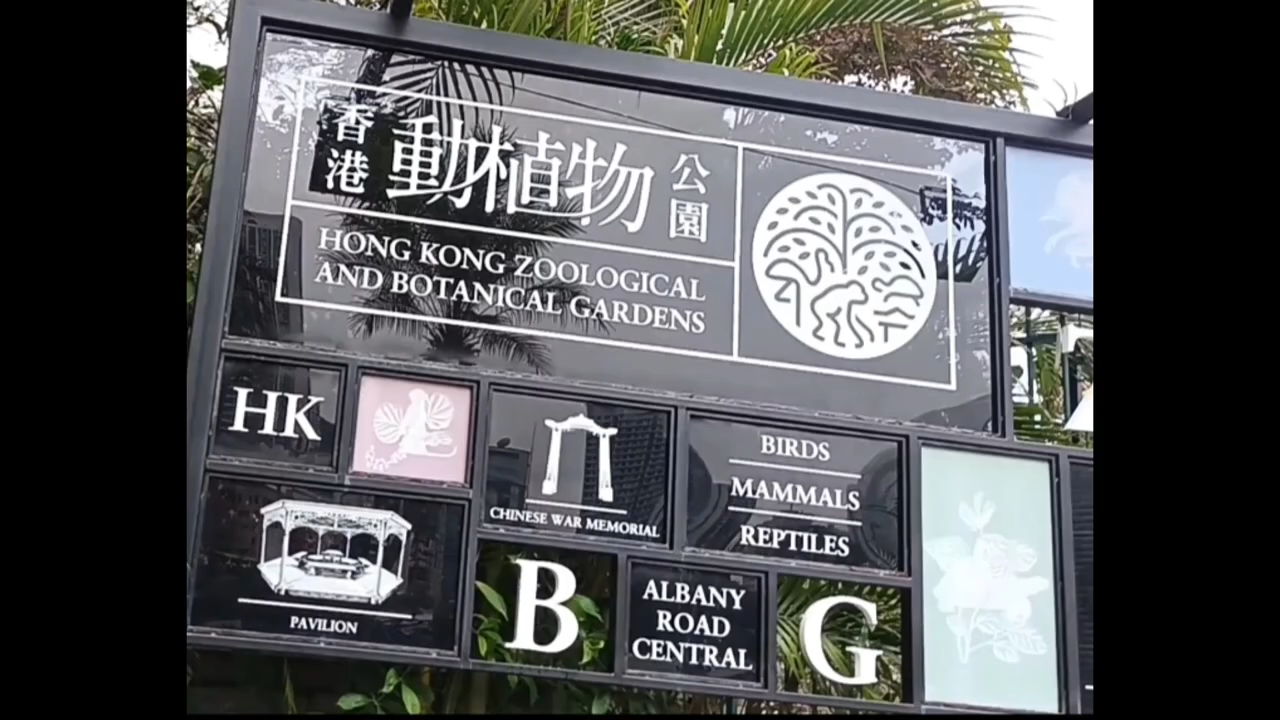 香港 動植物 公園
HONG KONG ZOOLOGICAL
AND BOTANICAL GARDENS
HK
CHINESE WAR MEMORIAL
BIRDS
MAMMALS
REPTILES
PAVILION
B
ALBANY
ROAD
CENTRAL
G